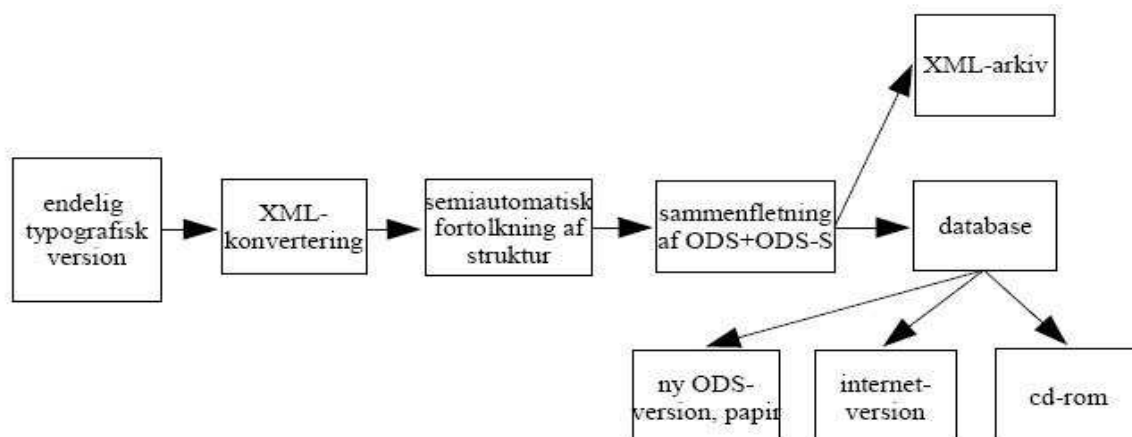 XML-arkiv
endelig
typografisk
version
XML-
konvertering
semiautomatisk
fortolkning af
struktur
sammenfletning
af ODS+ODS-S
database
ny ODS-
version, papir
internet-
version
cd-rom